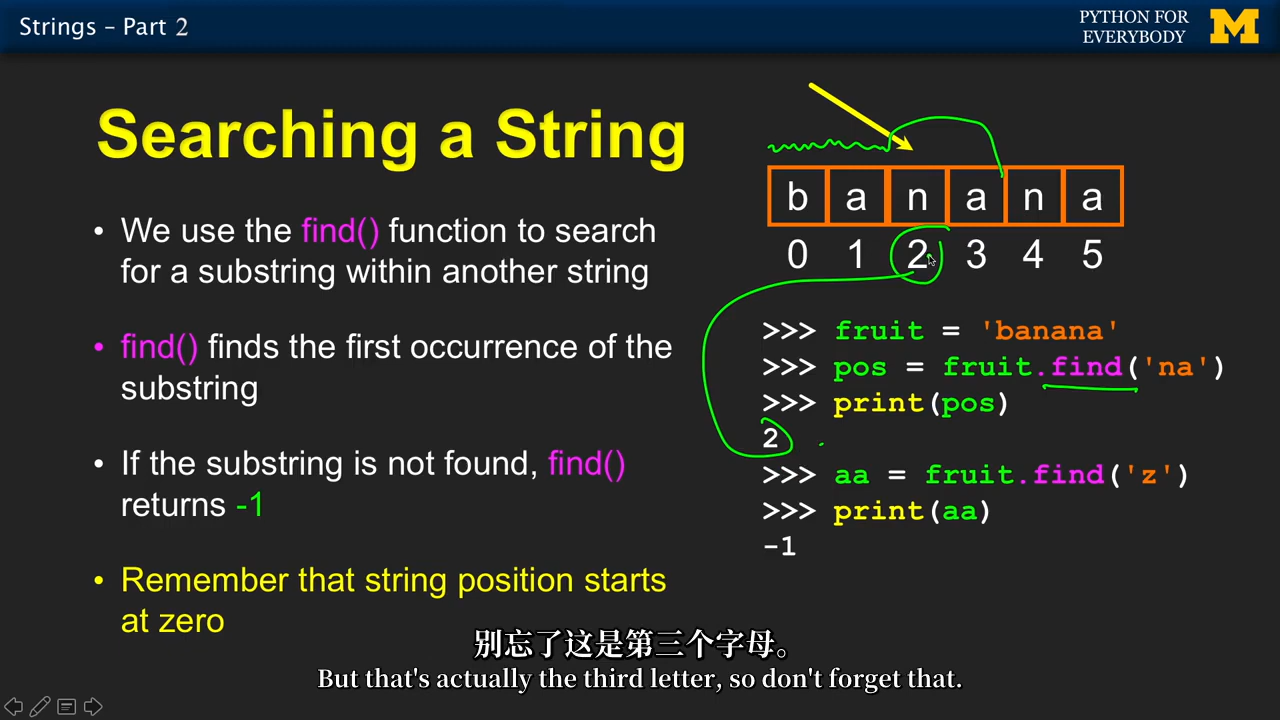 Strings – Part 2
PYTHON FOR
EVERYBODY
M
Searching a String
• We use the find() function to search
for a substring within another string
• find() finds the first occurrence of the
substring
• If the substring is not found, find()
returns -1
• Remember that string position starts
at zero
b a n a n a
0 1 2 3 4 5
>>> fruit = 'banana'
>>> pos = fruit.find('na')
>>> print(pos)
2
>>> aa = fruit.find('z')
>>> print(aa)
-1
别忘了这是第三个字母。
But that's actually the third letter, so don't forget that.